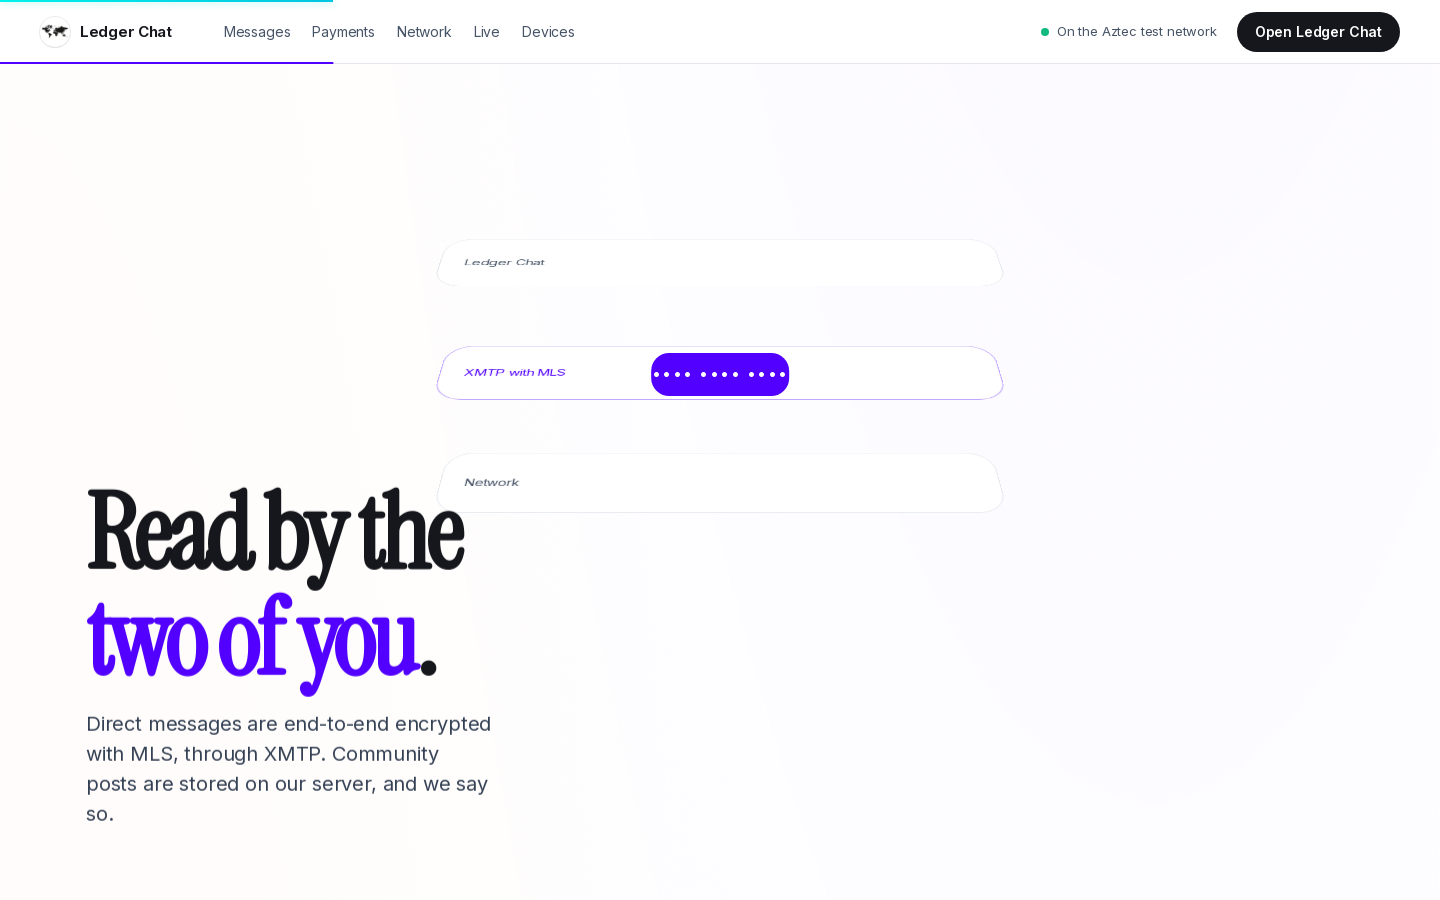 Ledger Chat
Messages
Payments
Network
Live
Devices
On the Aztec test network
Open Ledger Chat
Ledger Chat
XMTP with MLS
Network
Read by the
two of you.
Direct messages are end-to-end encrypted
with MLS, through XMTP. Community
posts are stored on our server, and we say
so.